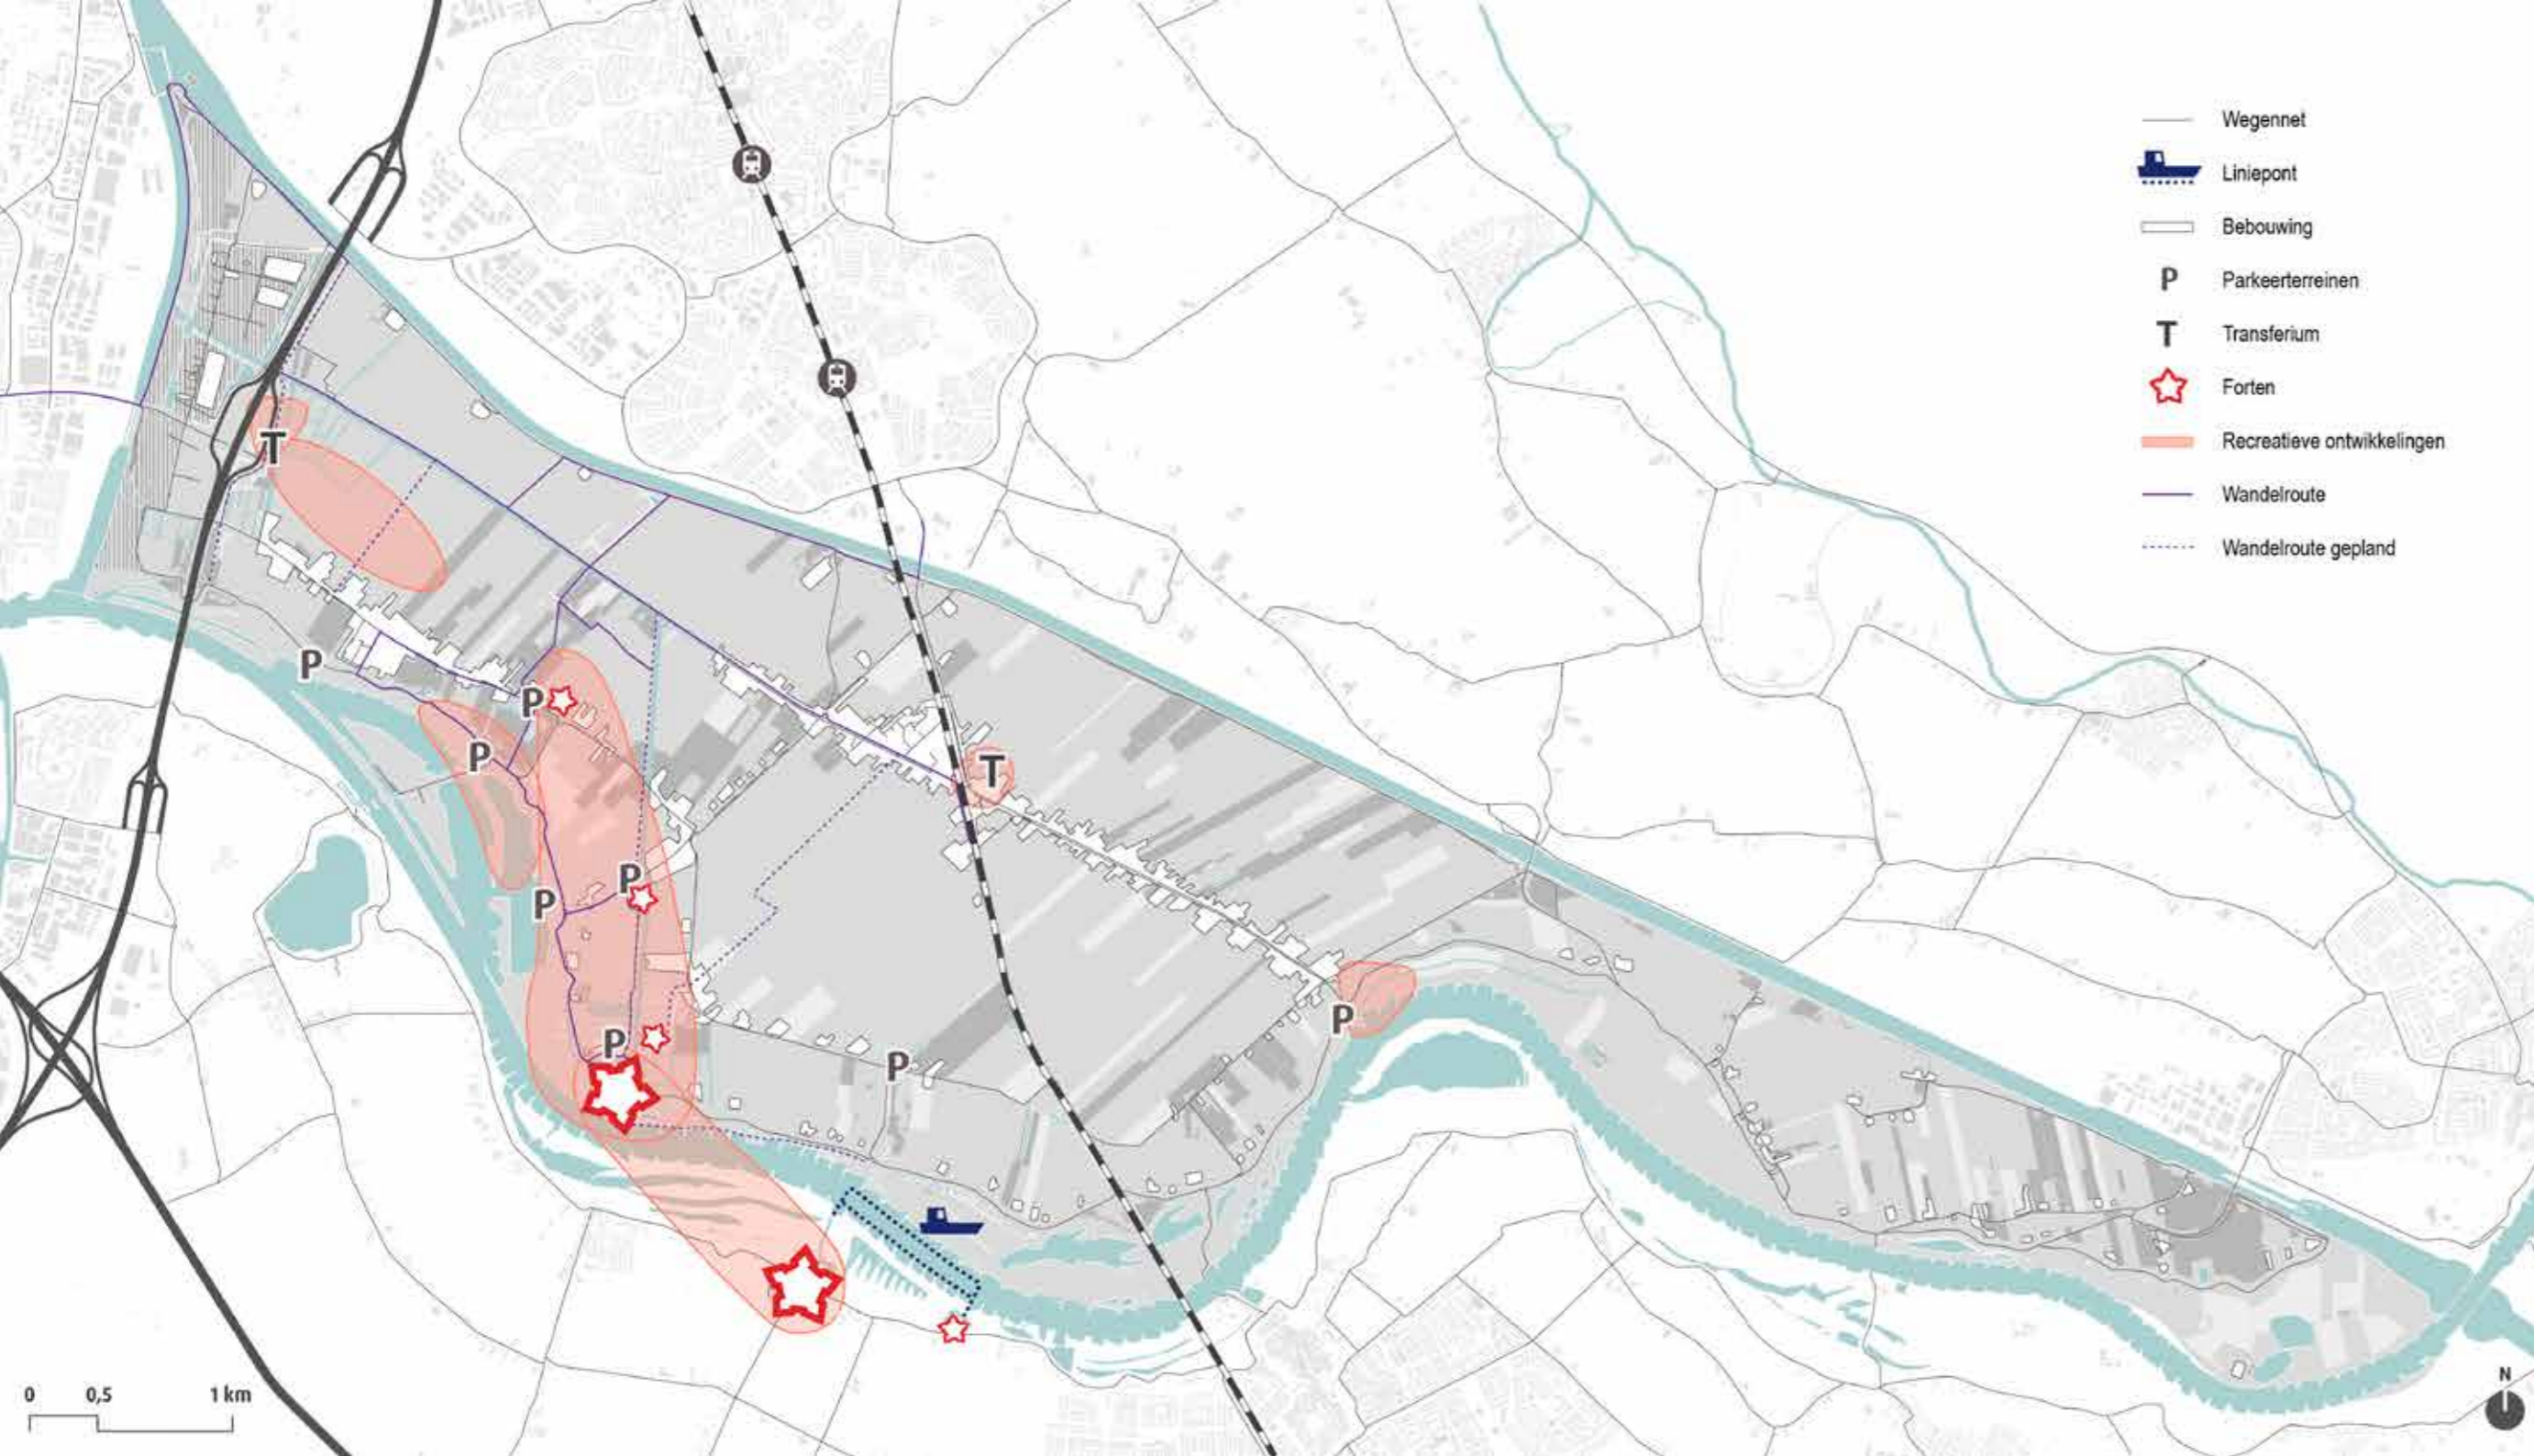 Wegennet
Liniepont
Bebouwing
P Parkeerterreinen
T Transferium
Forten
Recreatieve ontwikkelingen
Wandelroute
Wandelroute gepland
T
P
P
P
T
P
P
P
P
P
0 0,5 1 km
N